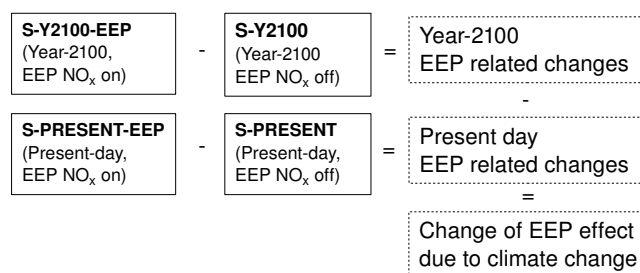 S-Y2100-EEP
(Year-2100,
EEP NOx on)
-
S-Y2100
(Year-2100
EEP NOx off)
=
Year-2100
EEP related changes
-
S-PRESENT-EEP
(Present-day,
EEP NOx on)
-
S-PRESENT
(Present-day,
EEP NOx off)
=
Present day
EEP related changes
=
Change of EEP effect
due to climate change